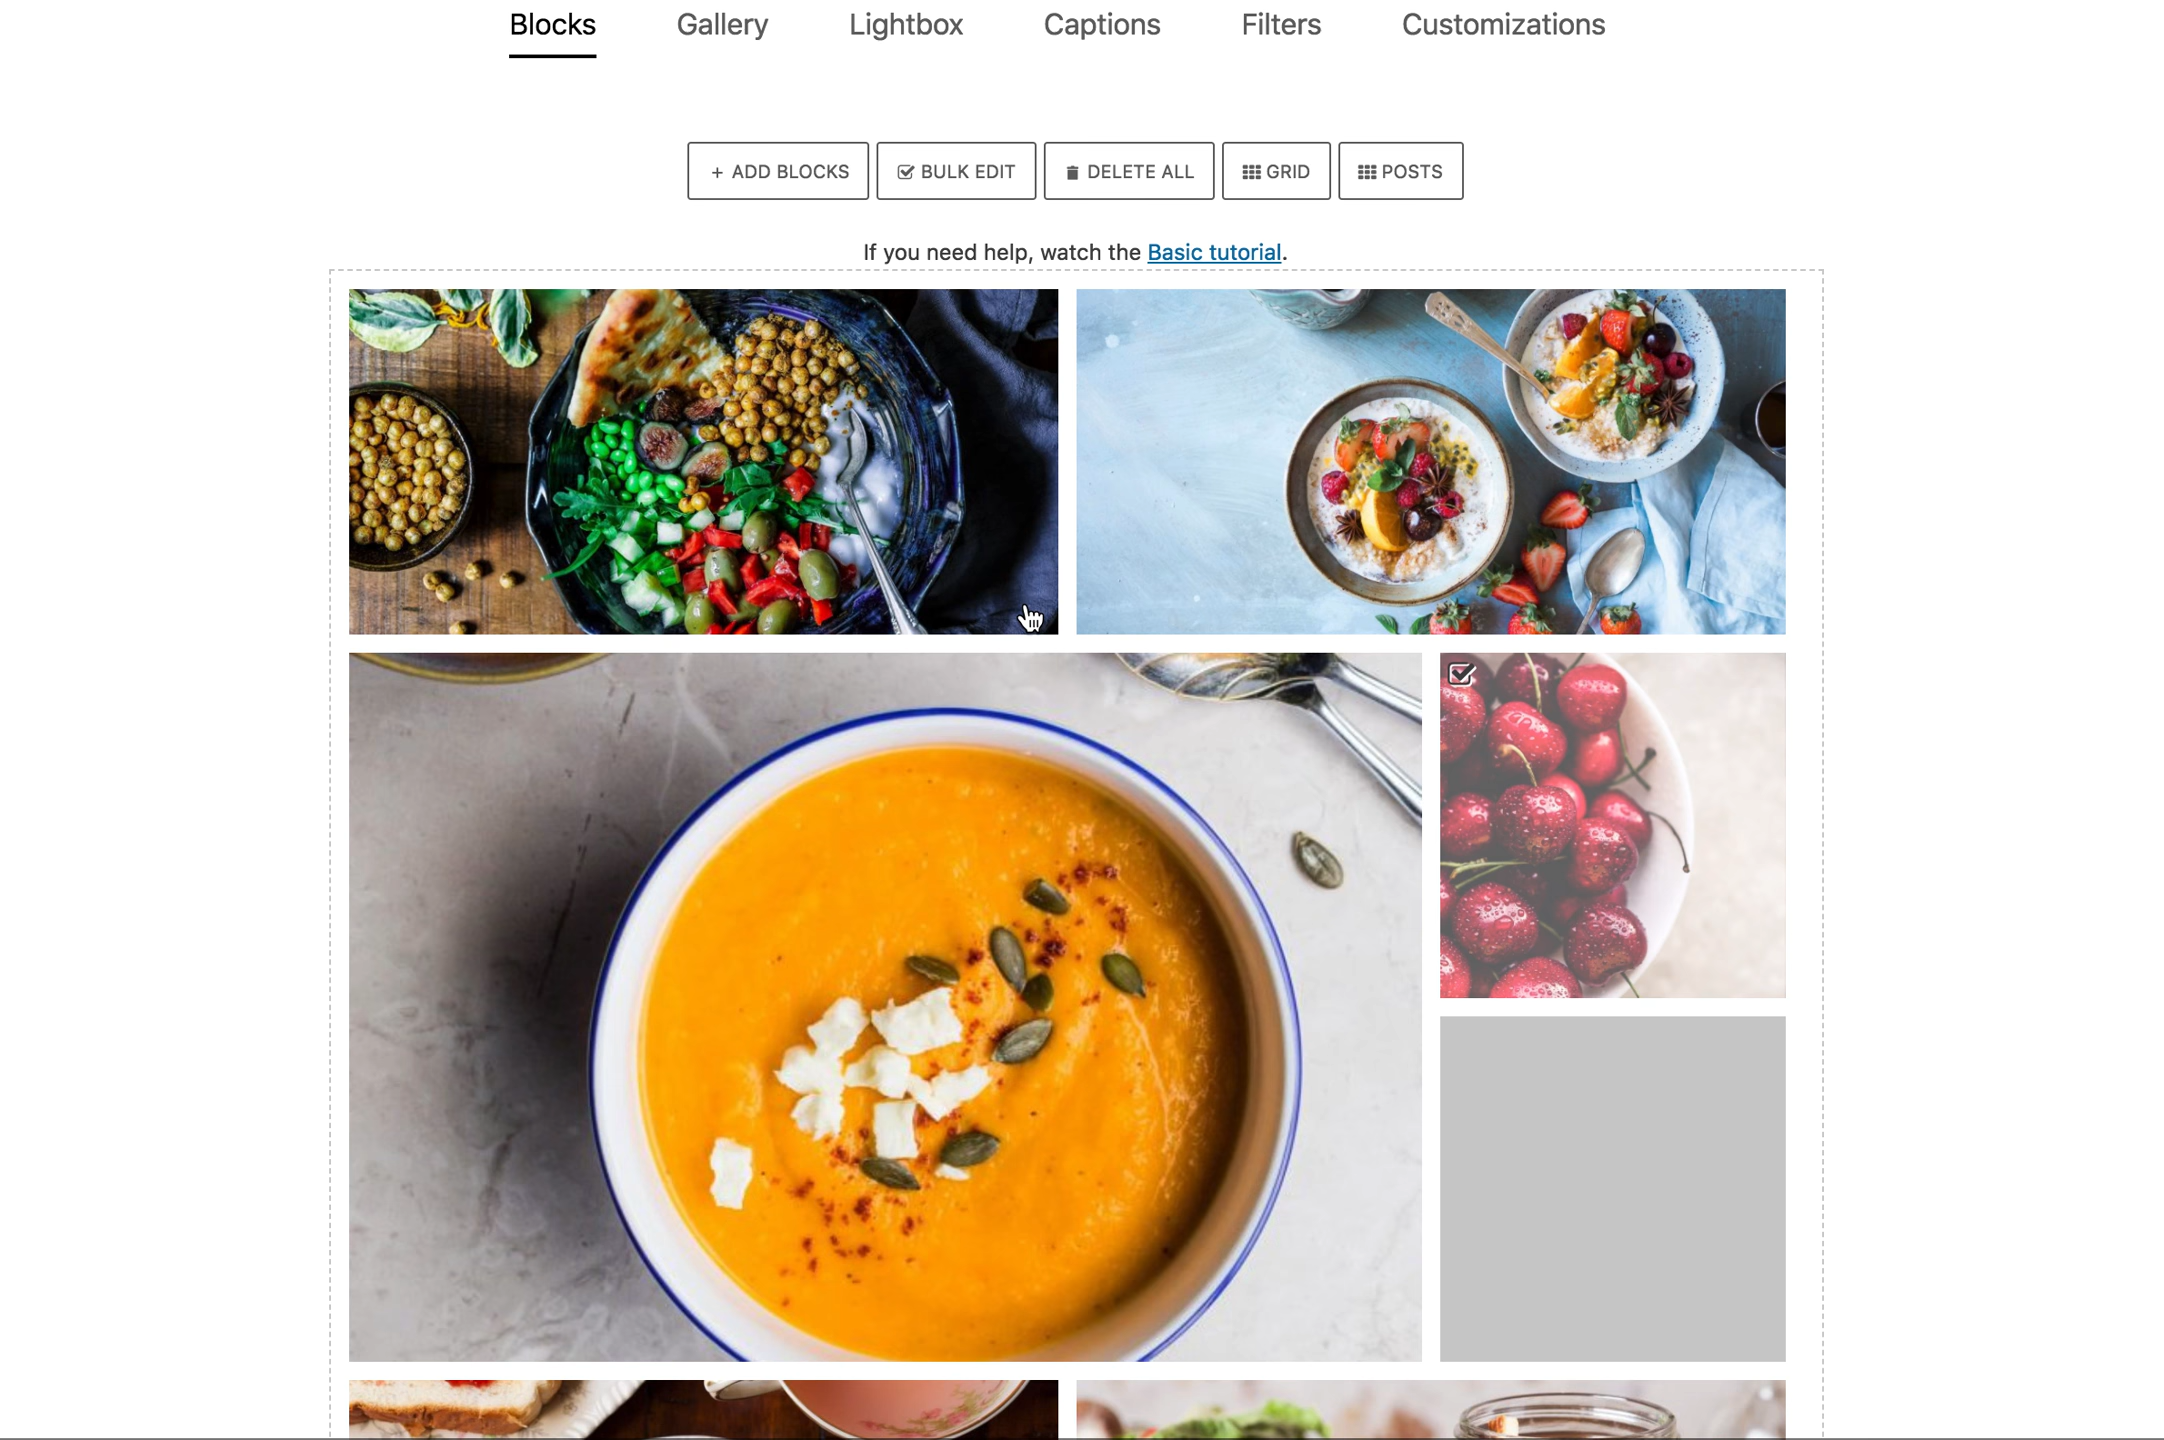 Blocks Gallery Lightbox Captions Filters Customizations
+ ADD BLOCKS BULK EDIT DELETE ALL GRID POSTS
If you need help, watch the Basic tutorial.